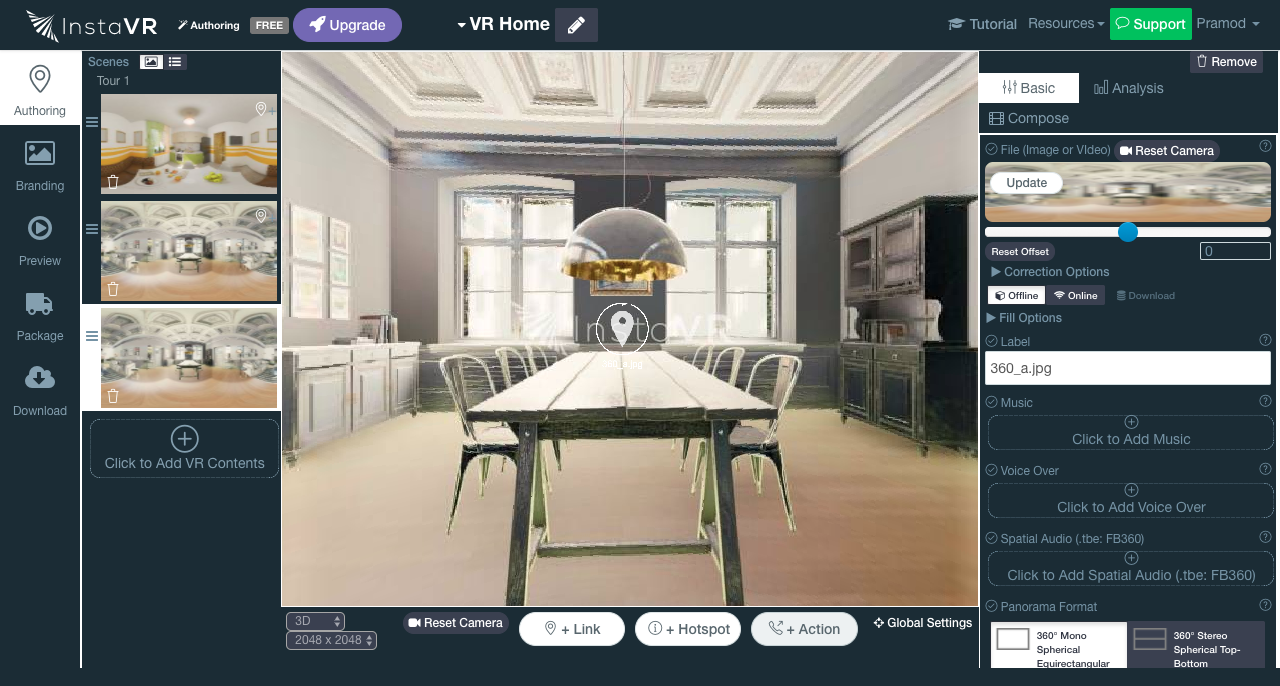 InstaVR
Authoring
FREE
Upgrade
VR Home
Tutorial
Resources
Support
Pramod
Authoring
Branding
Preview
Package
Download
Scenes
Tour 1
Click to Add VR Contents
InstaVR
360_a.jpg
3D
2048 x 2048
Reset Camera
+ Link
+ Hotspot
+ Action
Global Settings
Remove
Basic
Analysis
Compose
File (Image or VIdeo)
Reset Camera
Update
Reset Offset
0
Correction Options
Offline
Online
Download
Fill Options
Label
360_a.jpg
Music
Click to Add Music
Voice Over
Click to Add Voice Over
Spatial Audio (.tbe: FB360)
Click to Add Spatial Audio (.tbe: FB360)
Panorama Format
360° Mono
Spherical
Equirectangular
360° Stereo
Spherical Top-
Bottom